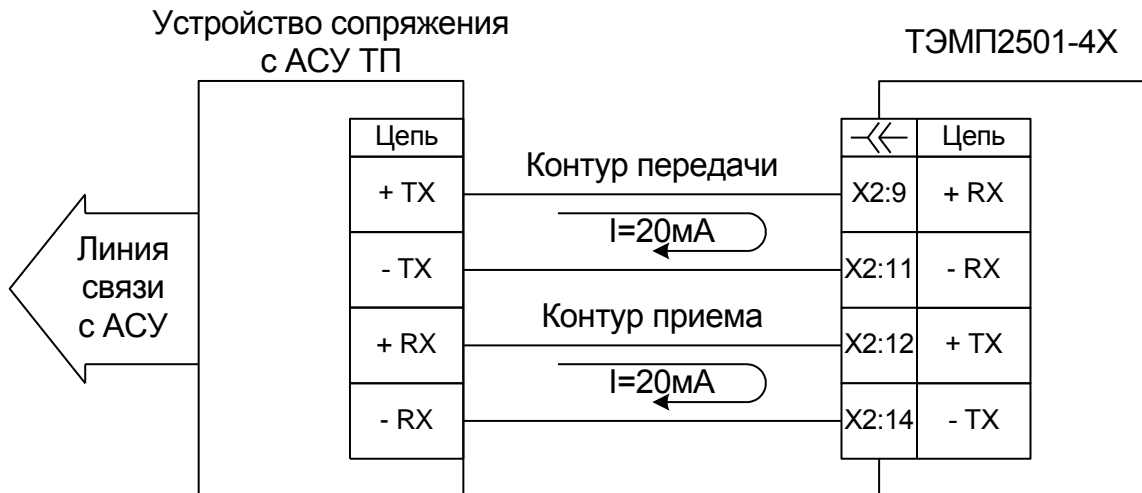 Устройство сопряжения
с АСУ ТП
ТЭМП2501-4Х
Цепь
Цепь
Контур передачи
+ TX
X2:9
+ RX
I=20мА
- TX
X2:11
- RX
Линия
связи
с АСУ
Контур приема
+ RX
X2:12
+ TX
I=20мА
- RX
X2:14
- TX